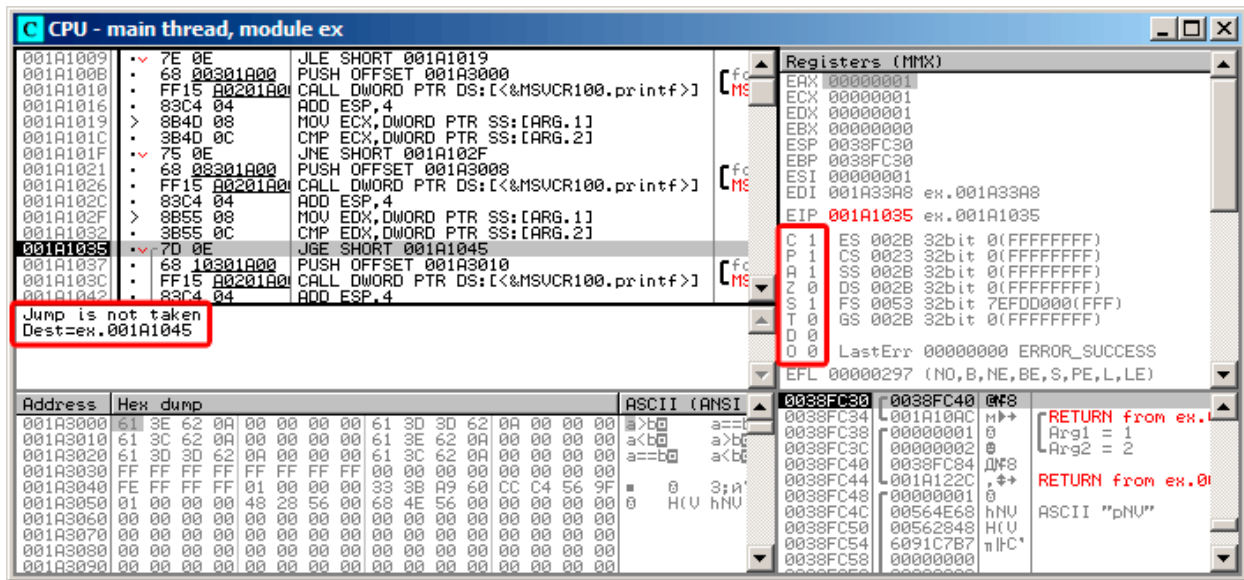 C CPU - main thread, module ex
001A1009 7E 0E JLE SHORT 001A1019
001A100B 68 00301A00 PUSH OFFSET 001A3000
001A1010 FF15 A0201A0 CALL DWORD PTR DS:[<&MSVCR100.printf>]
001A1016 83C4 04 ADD ESP,4
001A1019 > 8B4D 08 MOV ECX,DWORD PTR SS:[ARG.1]
001A101C 3B4D 0C CMP ECX,DWORD PTR SS:[ARG.2]
001A101F 75 0E JNE SHORT 001A102F
001A1021 68 08301A00 PUSH OFFSET 001A3008
001A1026 FF15 A0201A0 CALL DWORD PTR DS:[<&MSVCR100.printf>]
001A102C 83C4 04 ADD ESP,4
001A102F > 8B55 08 MOV EDX,DWORD PTR SS:[ARG.1]
001A1032 3B55 0C CMP EDX,DWORD PTR SS:[ARG.2]
001A1035 7D 0E JGE SHORT 001A1045
001A1037 68 10301A00 PUSH OFFSET 001A3010
001A103C FF15 A0201A0 CALL DWORD PTR DS:[<&MSVCR100.printf>]
001A1042 83C4 04 ADD ESP,4
Jump is not taken
Dest=ex.001A1045
Registers (MMX)
EAX 00000001
ECX 00000001
EDX 00000001
EBX 00000000
ESP 0038FC30
EBP 0038FC30
ESI 00000001
EDI 001A33A8 ex.001A33A8
EIP 001A1035 ex.001A1035
C 1 ES 002B 32bit 0(FFFFFFFF)
P 1 CS 0023 32bit 0(FFFFFFFF)
A 1 SS 002B 32bit 0(FFFFFFFF)
Z 0 DS 002B 32bit 0(FFFFFFFF)
S 1 FS 0053 32bit 7EFDD000(FFF)
T 0 GS 002B 32bit 0(FFFFFFFF)
D 0
O 0 LastErr 00000000 ERROR_SUCCESS
EFL 00000297 (NO,B,NE,BE,S,PE,L,LE)
Address Hex dump ASCII (ANSI
001A3000 61 3E 62 0A 00 00 00 00 61 3D 3D 62 0A 00 00 00 a>b a==b
001A3010 61 3C 62 0A 00 00 00 00 61 3E 62 0A 00 00 00 00 a<b a>b
001A3020 61 3D 3D 62 0A 00 00 00 61 3C 62 0A 00 00 00 00 a==b a<b
001A3030 FF FF FF FF FF FF FF FF 00 00 00 00 00 00 00 00
001A3040 FE FF FF FF 01 00 00 00 33 3B A9 60 CC C4 56 9F
001A3050 01 00 00 00 48 28 56 00 68 4E 56 00 00 00 00 00 H(V hNV
001A3060 00 00 00 00 00 00 00 00 00 00 00 00 00 00 00 00
001A3070 00 00 00 00 00 00 00 00 00 00 00 00 00 00 00 00
001A3080 00 00 00 00 00 00 00 00 00 00 00 00 00 00 00 00
001A3090 00 00 00 00 00 00 00 00 00 00 00 00 00 00 00 00
0038FC30 0038FC40
0038FC34 001A10AC RETURN from ex.
0038FC38 00000001 Arg1 = 1
0038FC3C 00000002 Arg2 = 2
0038FC40 0038FC84
0038FC44 001A122C RETURN from ex.0
0038FC48 00000001
0038FC4C 00564E68 hNV ASCII "pNV"
0038FC50 00562848 H(V
0038FC54 6091C7B7
0038FC58 00000000